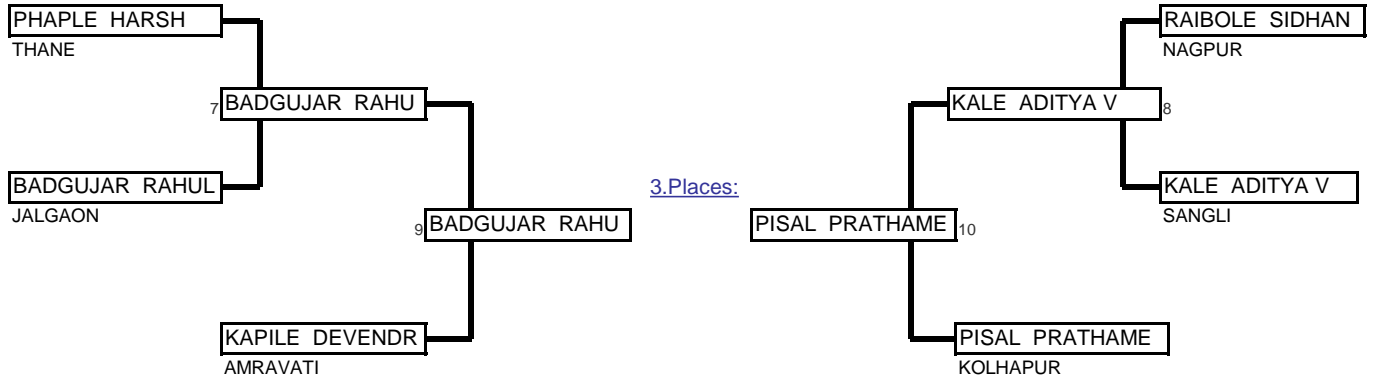 PHAPLE HARSH
THANE
7 BADGUJAR RAHU
BADGUJAR RAHUL
JALGAON
9 BADGUJAR RAHU
KAPILE DEVENDR
AMRAVATI
3.Places:
RAIBOLE SIDHAN
NAGPUR
KALE ADITYA V 8
KALE ADITYA V
SANGLI
PISAL PRATHAME 10
PISAL PRATHAME
KOLHAPUR